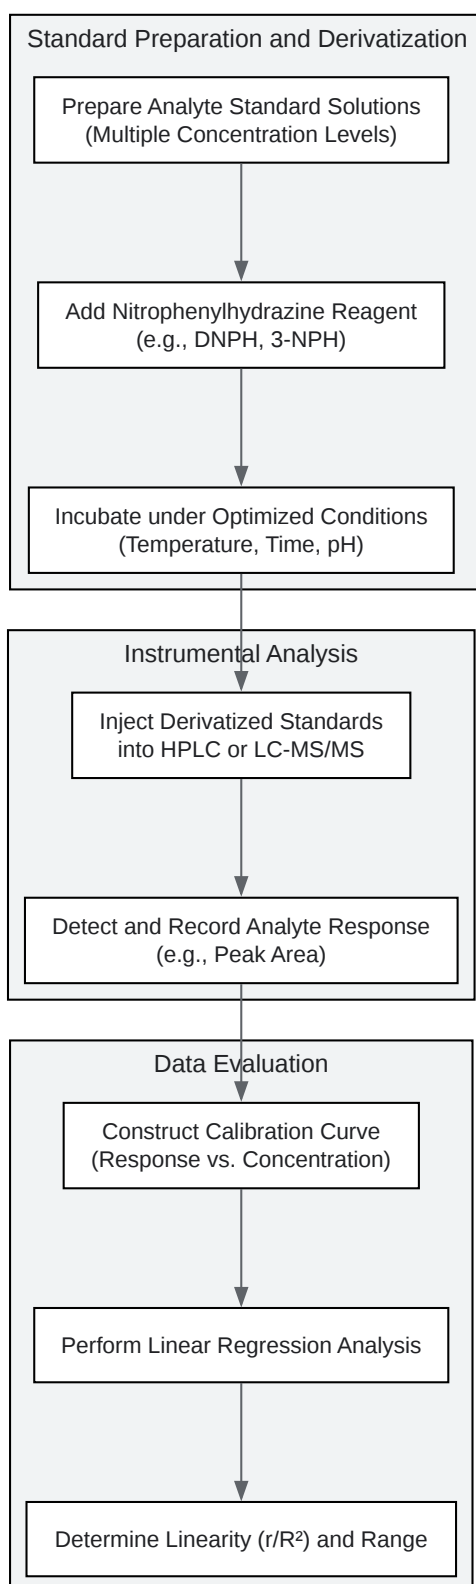 Standard Preparation and Derivatization
Prepare Analyte Standard Solutions
(Multiple Concentration Levels)
Add Nitrophenylhydrazine Reagent
(e.g., DNPH, 3-NPH)
Incubate under Optimized Conditions
(Temperature, Time, pH)
Instrumental Analysis
Inject Derivatized Standards
into HPLC or LC-MS/MS
Detect and Record Analyte Response
(e.g., Peak Area)
Data Evaluation
Construct Calibration Curve
(Response vs. Concentration)
Perform Linear Regression Analysis
Determine Linearity (r/R²) and Range